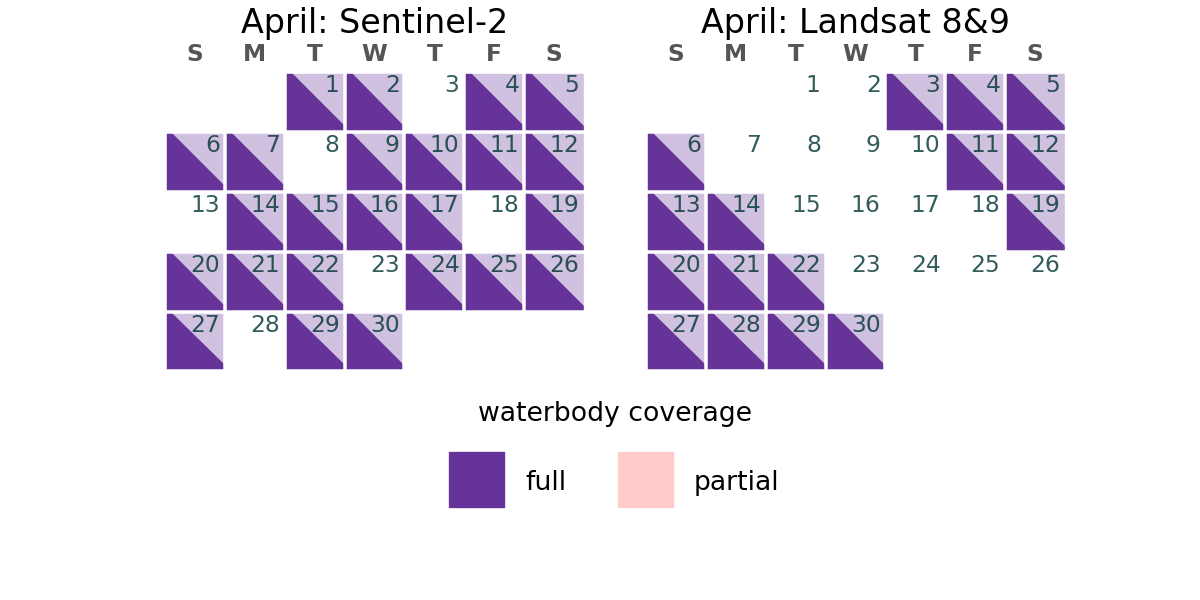 April: Sentinel-2
S M T W T F S
1 2 3 4 5
6 7 8 9 10 11 12
13 14 15 16 17 18 19
20 21 22 23 24 25 26
27 28 29 30
April: Landsat 8&9
S M T W T F S
1 2 3 4 5
6 7 8 9 10 11 12
13 14 15 16 17 18 19
20 21 22 23 24 25 26
27 28 29 30
waterbody coverage
full partial